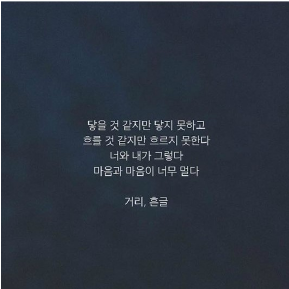 닿을 것 같지만 닿지 못하고
흐를 것 같지만 흐르지 못한다
너와 내가 그렇다
마음과 마음이 너무 멀다
거리, 흔글